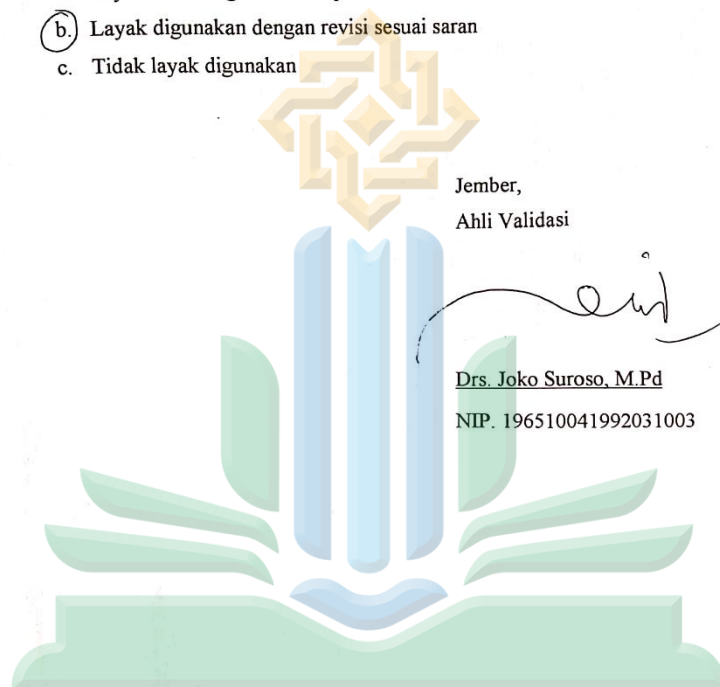 b. Layak digunakan dengan revisi sesuai saran
c. Tidak layak digunakan
Jember,
Ahli Validasi
Drs. Joko Suroso, M.Pd
NIP. 196510041992031003